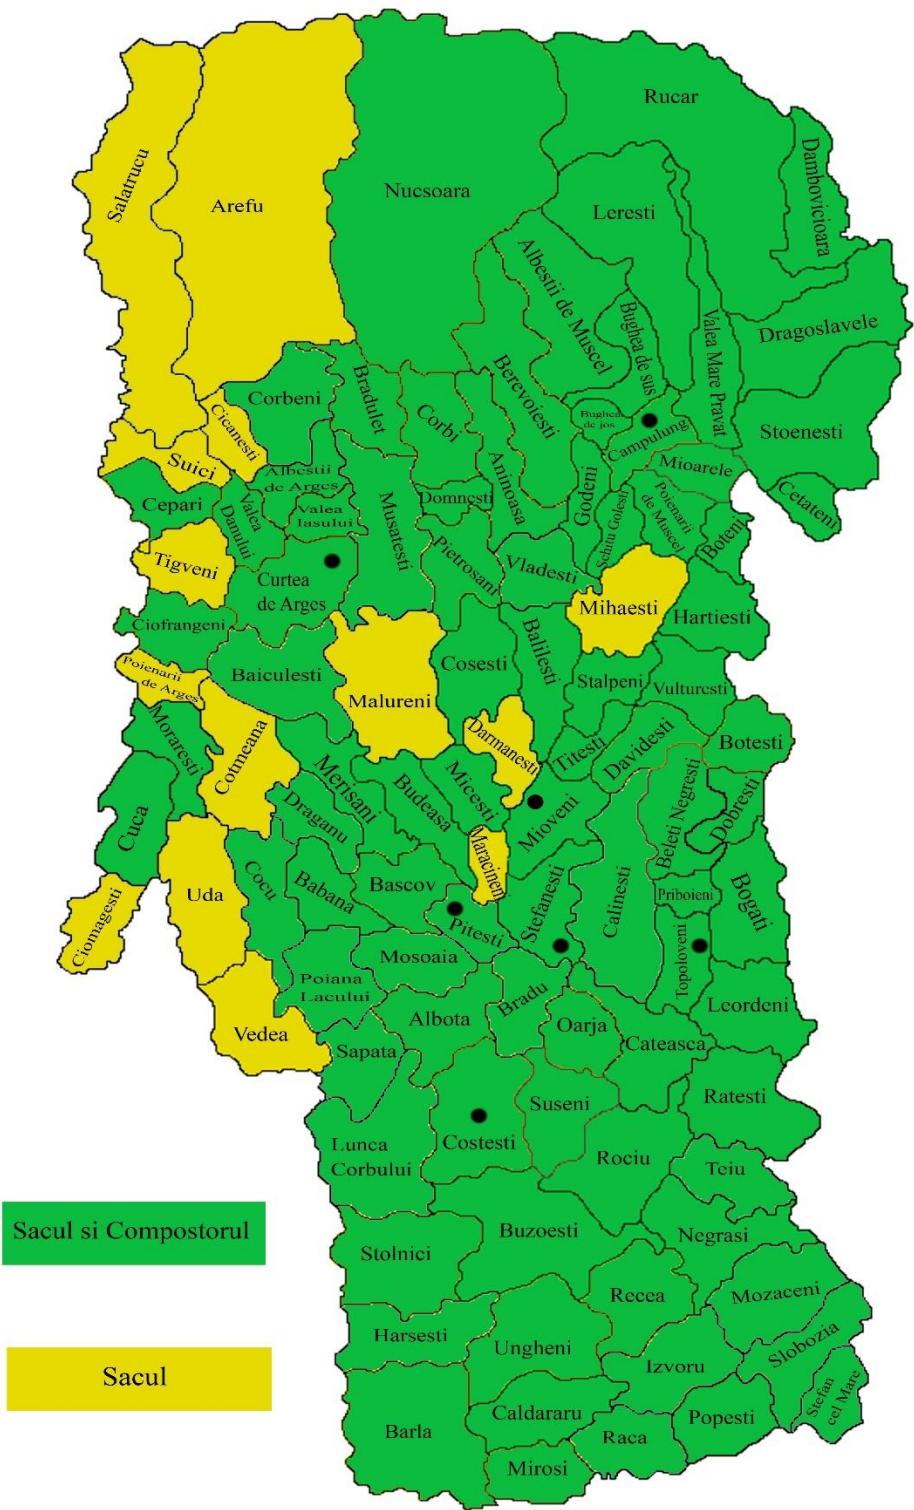 Rucar
Salatrucu
Arefu
Nucsoara
Dambovicioara
Leresti
Albestii de Muscel
Bughea de sus
Valea Mare Pravat
Dragoslavele
Corbeni
Bradulet
Berevoiesti
Cicanesti
Corbi
Bughea
de jos
Campulung
Stoenesti
Suici
Albestii
de Arges
Aninoasa
Mioarele
Cepari
Valea
Danului
Valea
Iasului
Musatesti
Domnesti
Godeni
Schitu Golesti
Poienarii
de Muscel
Cetateni
Boteni
Tigveni
Curtea
de Arges
Pietrosani
Vladesti
Mihaesti
Hartiesti
Ciofrangeni
Baiculesti
Cosesti
Balilesti
Stalpeni
Vulturesti
Poienarii
de Arges
Malureni
Moraresti
Cotmeana
Darmanesti
Titesti
Davidesti
Botesti
Merisani
Budeasa
Micesti
Mioveni
Cuca
Draganu
Maracineni
Beleti Negresti
Dobresti
Uda
Cocu
Babana
Bascov
Stefanesti
Calinesti
Priboieni
Bogati
Ciomagesti
Pitesti
Topoloveni
Mosoaia
Poiana
Lacului
Bradu
Leordeni
Vedea
Albota
Oarja
Cateasca
Sapata
Suseni
Ratesti
Lunca
Corbului
Costesti
Rociu
Teiu
Sacul si Compostorul
Buzoesti
Negrasi
Stolnici
Recea
Mozaceni
Harsesti
Ungheni
Izvoru
Slobozia
Sacul
Stefan
cel Mare
Barla
Caldararu
Popesti
Raca
Mirosi